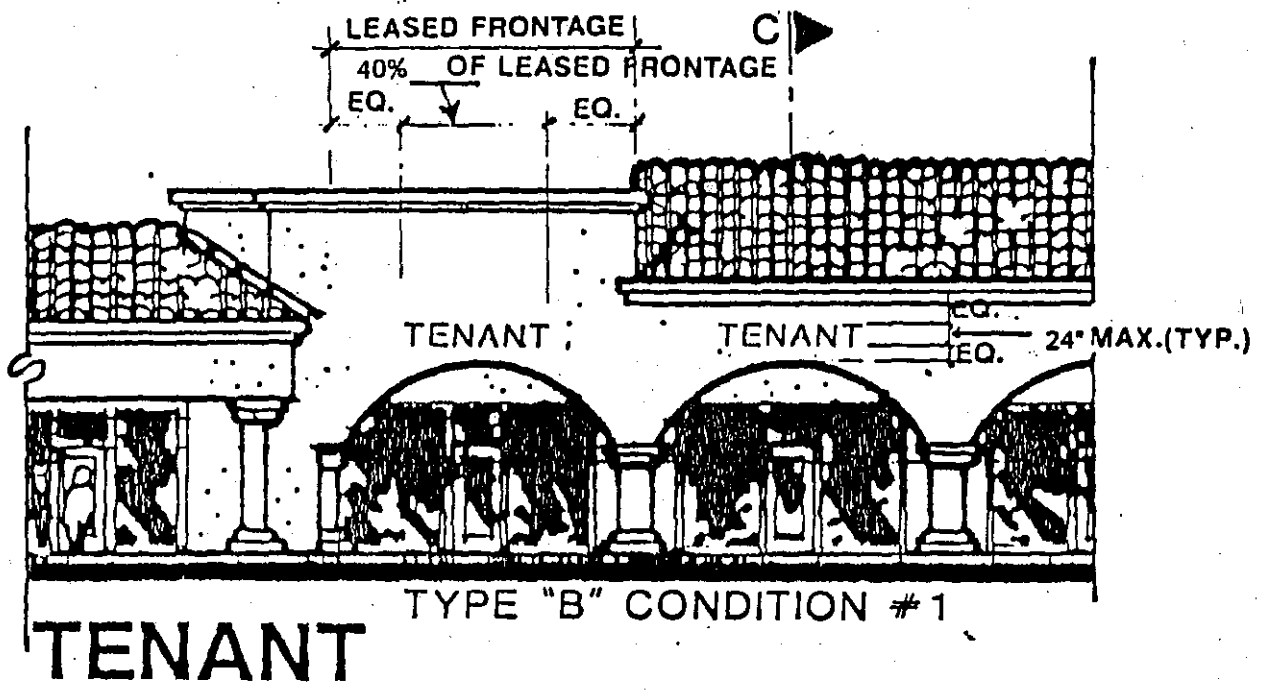 LEASED FRONTAGE
C
40% OF LEASED FRONTAGE
EQ.
EQ.
TENANT
TENANT
EQ.
24" MAX.(TYP.)
EQ.
TYPE "B" CONDITION #1
TENANT